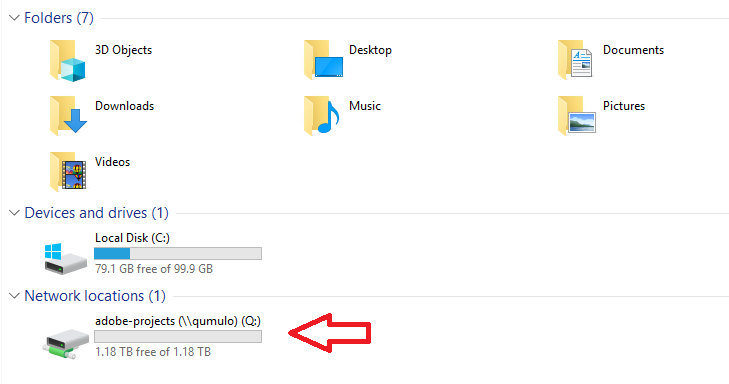 Folders (7)
3D Objects
Desktop
Documents
Downloads
Music
Pictures
Videos
Devices and drives (1)
Local Disk (C:)
79.1 GB free of 99.9 GB
Network locations (1)
adobe-projects (\\qumulo) (Q:)
1.18 TB free of 1.18 TB